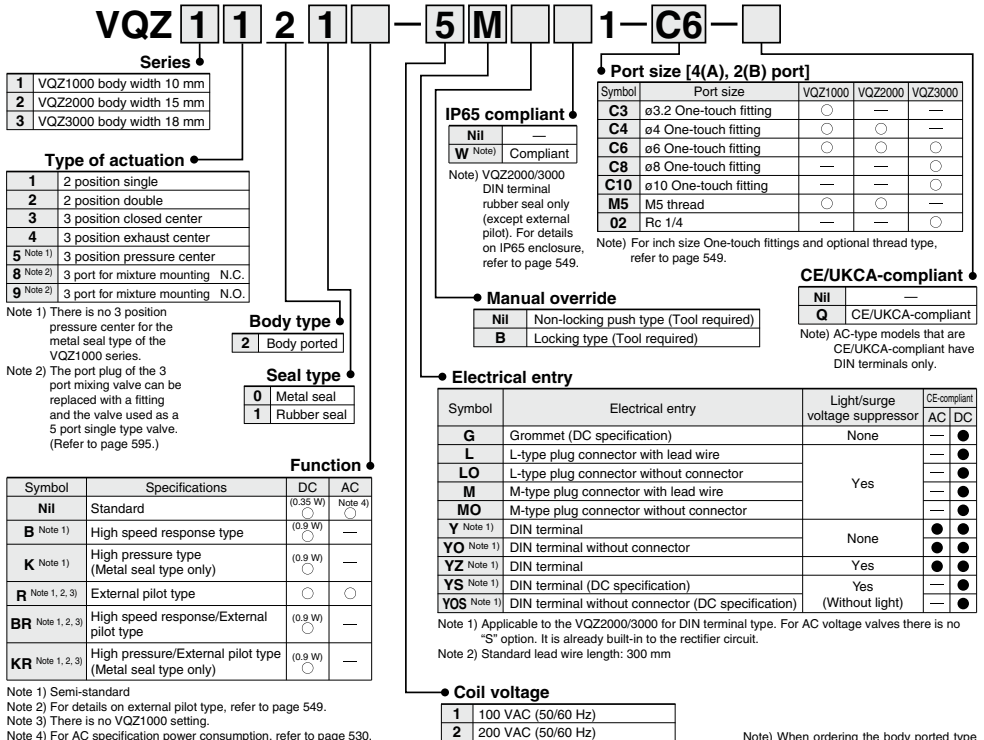 VQZ 1 1 2 1 — 5 M 1 — C6 —
Series
1 VQZ1000 body width 10 mm
2 VQZ2000 body width 15 mm
3 VQZ3000 body width 18 mm
Type of actuation
1 2 position single
2 2 position double
3 3 position closed center
4 3 position exhaust center
5 Note 1) 3 position pressure center
8 Note 2) 3 port for mixture mounting N.C.
9 Note 2) 3 port for mixture mounting N.O.
Note 1) There is no 3 position
pressure center for the
metal seal type of the
VQZ1000 series.
Note 2) The port plug of the 3
port mixing valve can be
replaced with a fitting
and the valve used as a
5 port single type valve.
(Refer to page 595.)
Body type
2 Body ported
Seal type
0 Metal seal
1 Rubber seal
Function
Symbol Specifications DC AC
Nil Standard (0.35 W) ○ Note 4) ○
B Note 1) High speed response type (0.9 W) ○ —
K Note 1) High pressure type
(Metal seal type only) (0.9 W) ○ —
R Note 1, 2, 3) External pilot type ○ ○
BR Note 1, 2, 3) High speed response/External
pilot type (0.9 W) ○ —
KR Note 1, 2, 3) High pressure/External pilot type
(Metal seal type only) (0.9 W) ○ —
Note 1) Semi-standard
Note 2) For details on external pilot type, refer to page 549.
Note 3) There is no VQZ1000 setting.
Note 4) For AC specification power consumption, refer to page 530.
IP65 compliant
Nil —
W Note) Compliant
Note) VQZ2000/3000
DIN terminal
rubber seal only
(except external
pilot). For details
on IP65 enclosure,
refer to page 549.
Port size [4(A), 2(B) port]
Symbol Port size VQZ1000 VQZ2000 VQZ3000
C3 ø3.2 One-touch fitting ○ — —
C4 ø4 One-touch fitting ○ ○ —
C6 ø6 One-touch fitting ○ ○ ○
C8 ø8 One-touch fitting — — ○
C10 ø10 One-touch fitting — — ○
M5 M5 thread ○ ○ —
02 Rc 1/4 — — ○
Note) For inch size One-touch fittings and optional thread type,
refer to page 549.
CE/UKCA-compliant
Nil —
Q CE/UKCA-compliant
Note) AC-type models that are
CE/UKCA-compliant have
DIN terminals only.
Manual override
Nil Non-locking push type (Tool required)
B Locking type (Tool required)
Electrical entry
Symbol Electrical entry Light/surge
voltage suppressor CE-compliant
AC DC
G Grommet (DC specification) None — ●
L L-type plug connector with lead wire Yes — ●
LO L-type plug connector without connector — ●
M M-type plug connector with lead wire — ●
MO M-type plug connector without connector — ●
Y Note 1) DIN terminal None ● ●
YO Note 1) DIN terminal without connector ● ●
YZ Note 1) DIN terminal Yes ● ●
YS Note 1) DIN terminal (DC specification) Yes
(Without light) — ●
YOS Note 1) DIN terminal without connector (DC specification) — ●
Note 1) Applicable to the VQZ2000/3000 for DIN terminal type. For AC voltage valves there is no
“S” option. It is already built-in to the rectifier circuit.
Note 2) Standard lead wire length: 300 mm
Coil voltage
1 100 VAC (50/60 Hz)
2 200 VAC (50/60 Hz)
Note) When ordering the body ported type